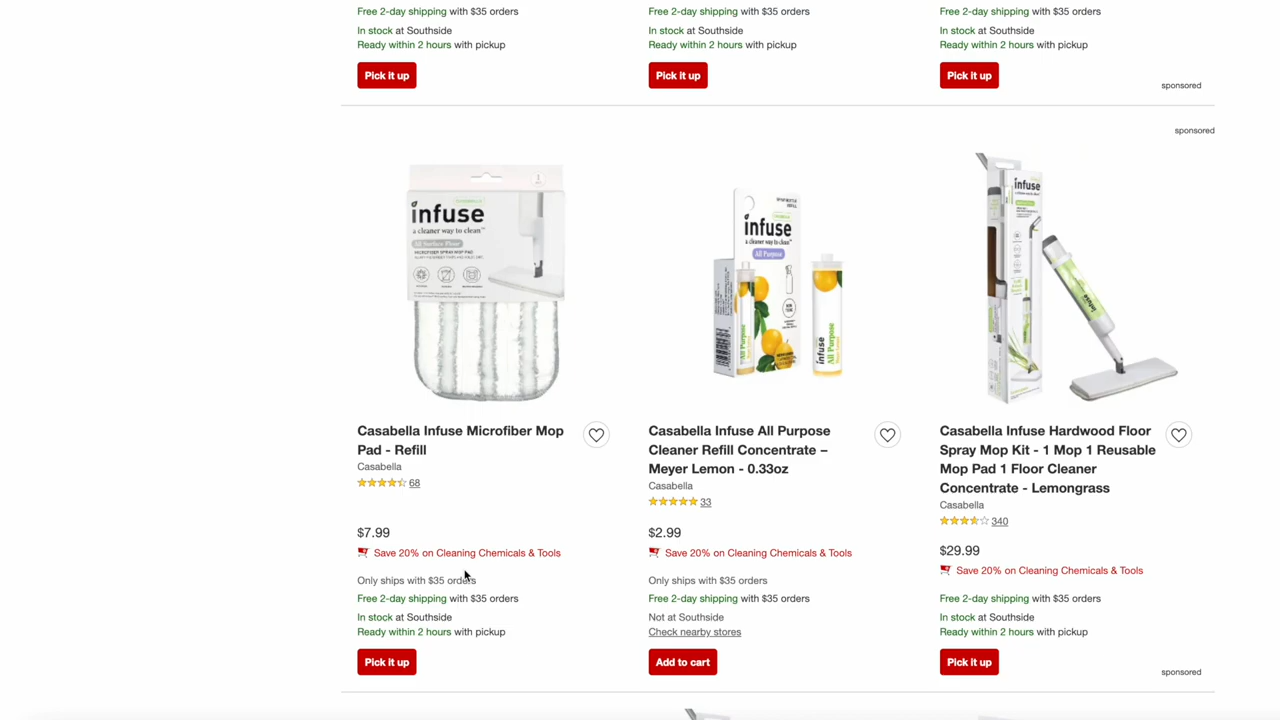 Free 2-day shipping with $35 orders
In stock at Southside
Ready within 2 hours with pickup
Pick it up
Free 2-day shipping with $35 orders
In stock at Southside
Ready within 2 hours with pickup
Pick it up
Free 2-day shipping with $35 orders
In stock at Southside
Ready within 2 hours with pickup
Pick it up
sponsored
sponsored
infuse
a cleaner way to clean™
All Surface Floor
MICROFIBER SPRAY MOP PAD
Casabella Infuse Microfiber Mop
Pad - Refill
Casabella
68
$7.99
Save 20% on Cleaning Chemicals & Tools
Only ships with $35 orders
Free 2-day shipping with $35 orders
In stock at Southside
Ready within 2 hours with pickup
Pick it up
infuse
a cleaner way to clean™
All Purpose
All Purpose
infuse
All Purpose
Casabella Infuse All Purpose
Cleaner Refill Concentrate –
Meyer Lemon - 0.33oz
Casabella
33
$2.99
Save 20% on Cleaning Chemicals & Tools
Only ships with $35 orders
Free 2-day shipping with $35 orders
Not at Southside
Check nearby stores
Add to cart
infuse
infuse
Casabella Infuse Hardwood Floor
Spray Mop Kit - 1 Mop 1 Reusable
Mop Pad 1 Floor Cleaner
Concentrate - Lemongrass
Casabella
340
$29.99
Save 20% on Cleaning Chemicals & Tools
Free 2-day shipping with $35 orders
In stock at Southside
Ready within 2 hours with pickup
Pick it up
sponsored